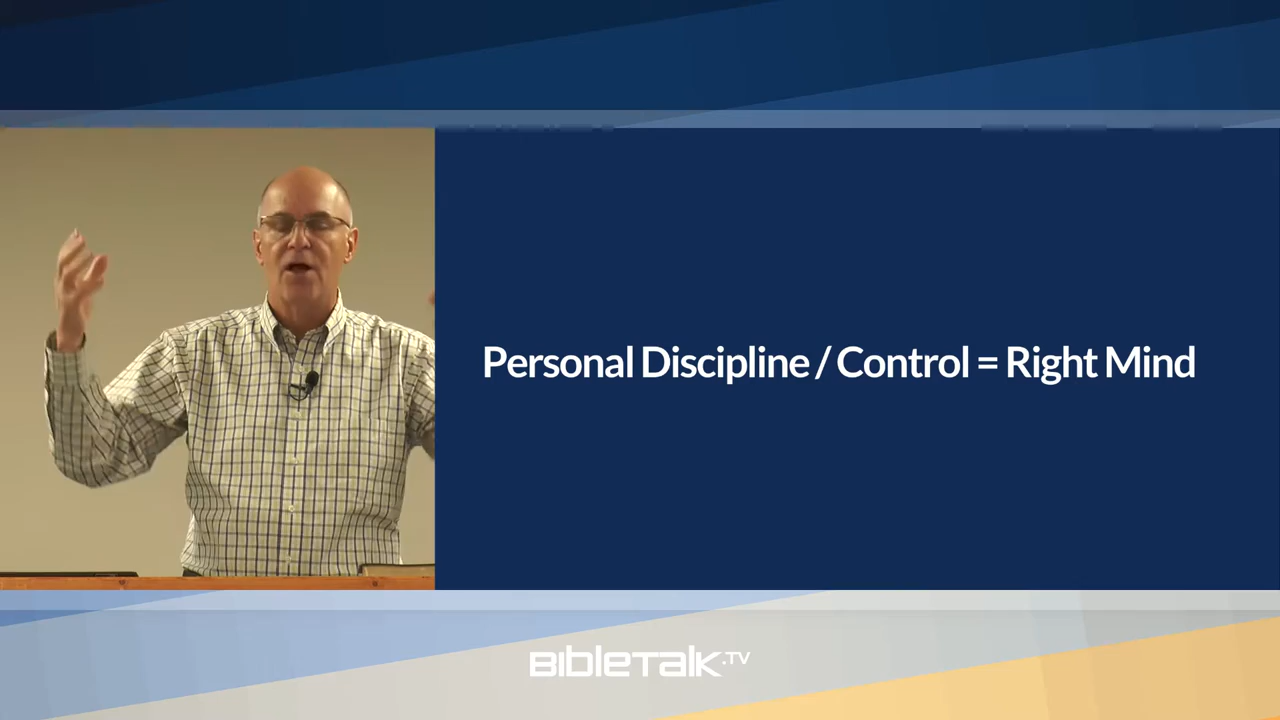 Personal Discipline / Control = Right Mind
BIBLETALK.TV